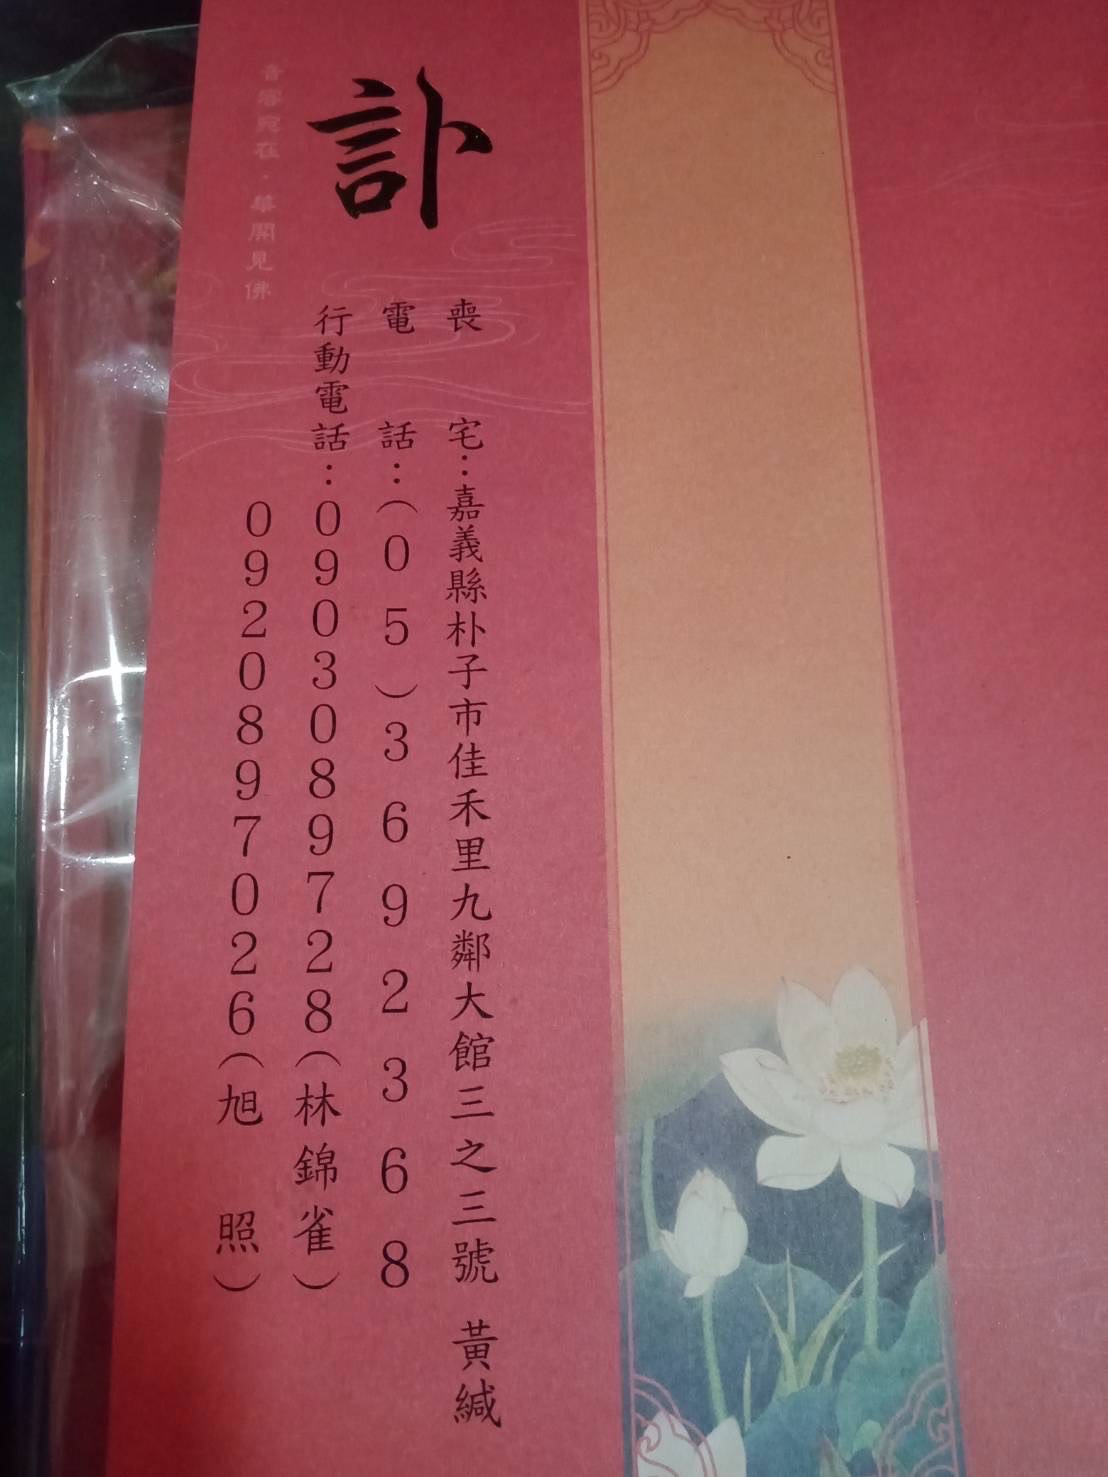 訃
喪宅：嘉義縣朴子市佳禾里九鄰大館三之三號 黃緘
電話：(05)3692368
行動電話：0903089728(林錦雀)
0920897026(旭照)
音容宛在．華開見佛